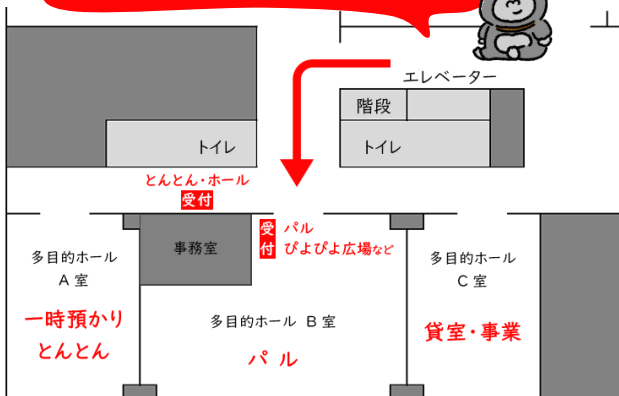 エレベーター
階段
トイレ
トイレ
とんとん・ホール
受付
受付
パル
ぴよぴよ広場など
事務室
多目的ホール
A 室
一時預かり
とんとん
多目的ホール B 室
パル
多目的ホール
C 室
貸室・事業